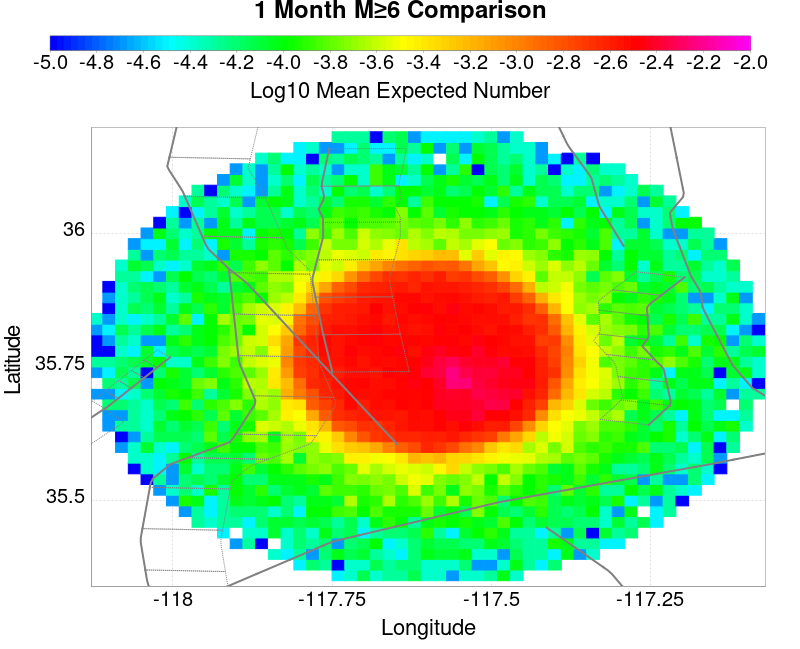 1 Month M≥6 Comparison
-5.0 -4.8 -4.6 -4.4 -4.2 -4.0 -3.8 -3.6 -3.4 -3.2 -3.0 -2.8 -2.6 -2.4 -2.2 -2.0
Log10 Mean Expected Number
36
35.75
35.5
Latitude
-118 -117.75 -117.5 -117.25
Longitude